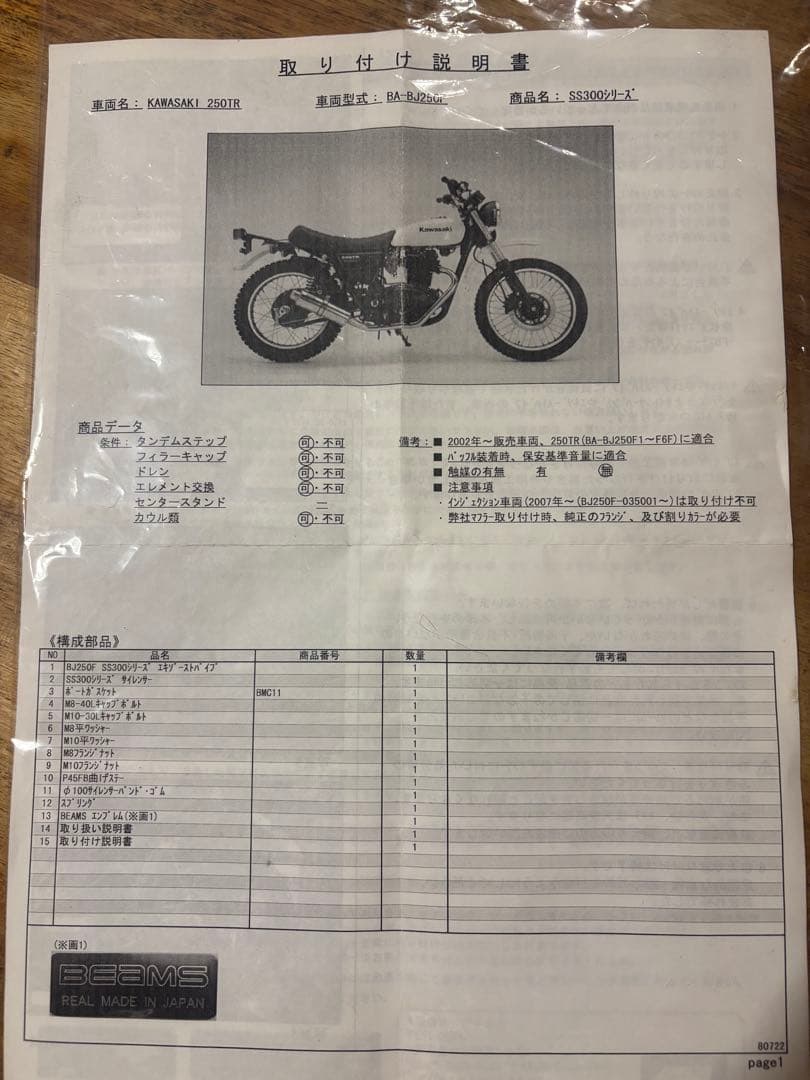 取り付け説明書
車両名： KAWASAKI 250TR 車両型式： BA-BJ250F 商品名： SS300ｼﾘｰｽﾞ
Kawasaki
250TR
商品データ
条件： タンデムステップ 可・不可
フィラーキャップ 可・不可
ドレン 可・不可
エレメント交換 可・不可
センタースタンド ー
カウル類 可・不可
備考： ■ 2002年～販売車両、250TR(BA-BJ250F1～F6F)に適合
■ ﾊﾞｯﾌﾙ装着時、保安基準音量に適合
■ 触媒の有無 有 無
■ 注意事項
・ｲﾝｼﾞｪｸｼｮﾝ車両(2007年～(BJ250F-035001～)は取り付け不可
・弊社ﾏﾌﾗｰ取り付け時、純正のﾌﾗﾝｼﾞ、及び割りｶﾗｰが必要
《構成部品》
NO 品名 商品番号 数量 備考欄
1 BJ250F SS300ｼﾘｰｽﾞ ｴｷｿﾞｰｽﾄﾊﾟｲﾌﾟ 1
2 SS300ｼﾘｰｽﾞ ｻｲﾚﾝｻｰ 1
3 ﾎﾟｰﾄｶﾞｽｹｯﾄ BMC11 1
4 M8-40Lｷｬｯﾌﾟﾎﾞﾙﾄ 1
5 M10-30Lｷｬｯﾌﾟﾎﾞﾙﾄ 1
6 M8平ﾜｯｼｬｰ 1
7 M10平ﾜｯｼｬｰ 1
8 M8ﾌﾗﾝｼﾞﾅｯﾄ 1
9 M10ﾌﾗﾝｼﾞﾅｯﾄ 1
10 P45FB曲げｽﾃｰ 1
11 φ100ｻｲﾚﾝｻｰﾊﾞﾝﾄﾞ・ｺﾞﾑ 1
12 ｽﾌﾟﾘﾝｸﾞ 1
13 BEAMS ｴﾝﾌﾞﾚﾑ(※画1) 1
14 取り扱い説明書 1
15 取り付け説明書 1
(※画1)
BEAMS
REAL MADE IN JAPAN
80722
page1